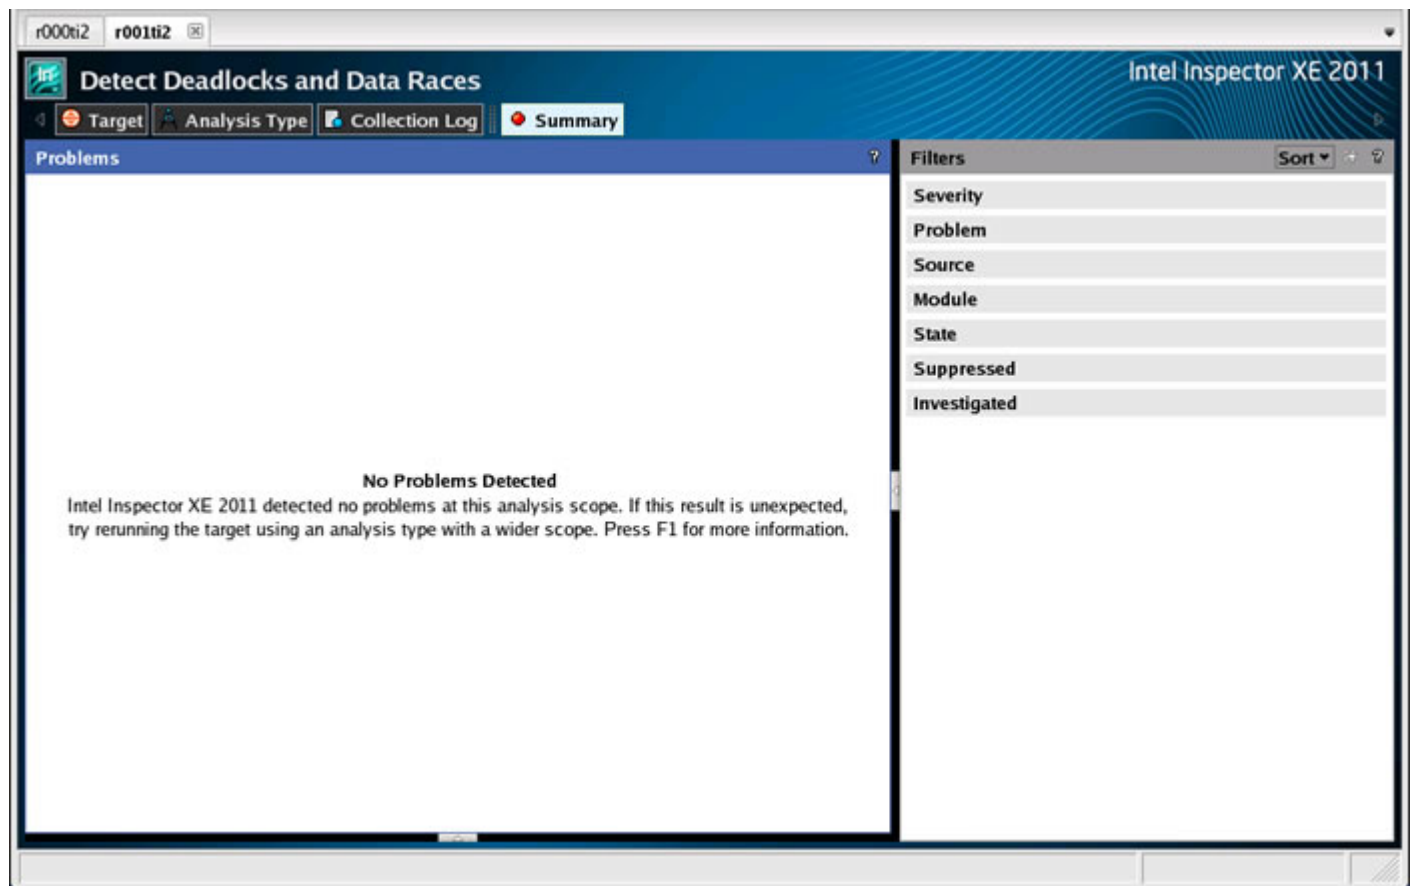 r000ti2 r001ti2
Detect Deadlocks and Data Races
Intel Inspector XE 2011
Target Analysis Type Collection Log Summary
Problems ?
Filters Sort ?
Severity
Problem
Source
Module
State
Suppressed
Investigated
No Problems Detected
Intel Inspector XE 2011 detected no problems at this analysis scope. If this result is unexpected,
try rerunning the target using an analysis type with a wider scope. Press F1 for more information.